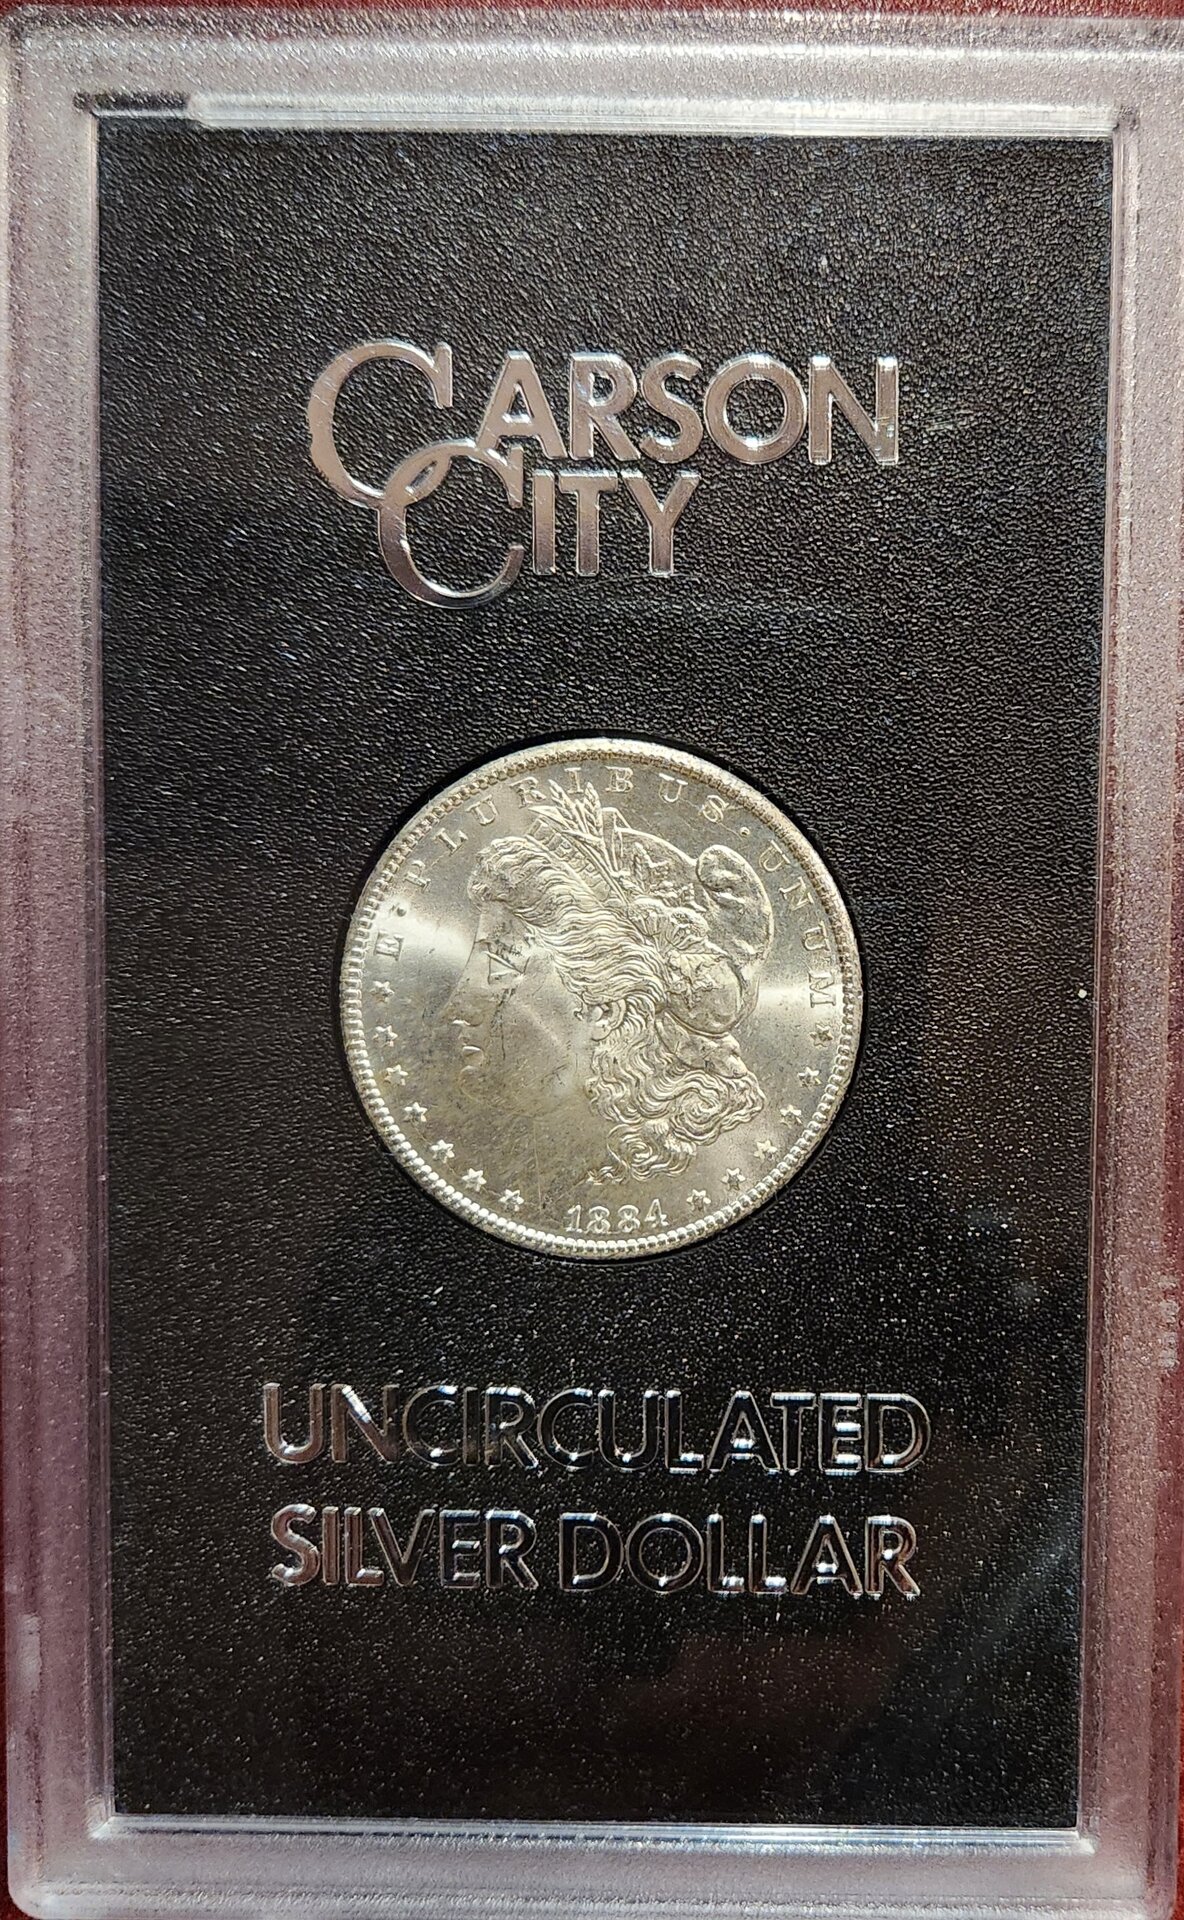 CARSON
CITY
E·PLURIBUS·UNUM
LIBERTY
1884
UNCIRCULATED
SILVER DOLLAR